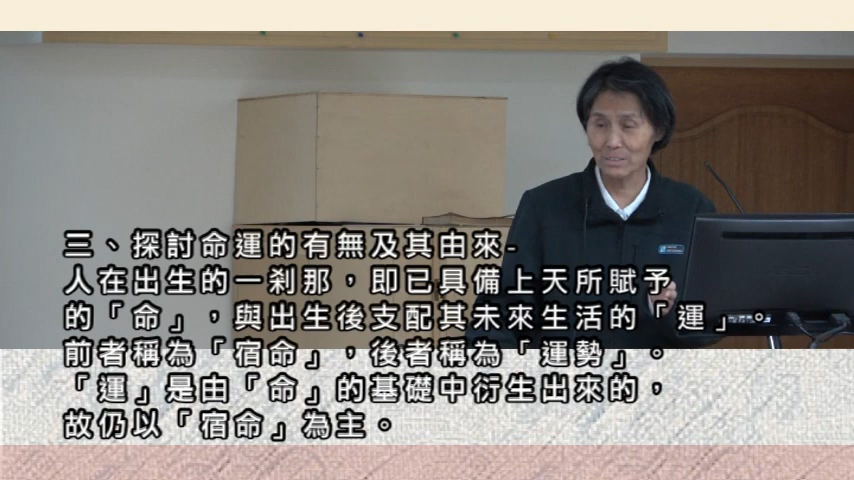 三、探討命運的有無及其由來-
人在出生的一剎那，即已具備上天所賦予
的「命」，與出生後支配其未來生活的「運」。
前者稱為「宿命」，後者稱為「運勢」。
「運」是由「命」的基礎中衍生出來的，
故仍以「宿命」為主。